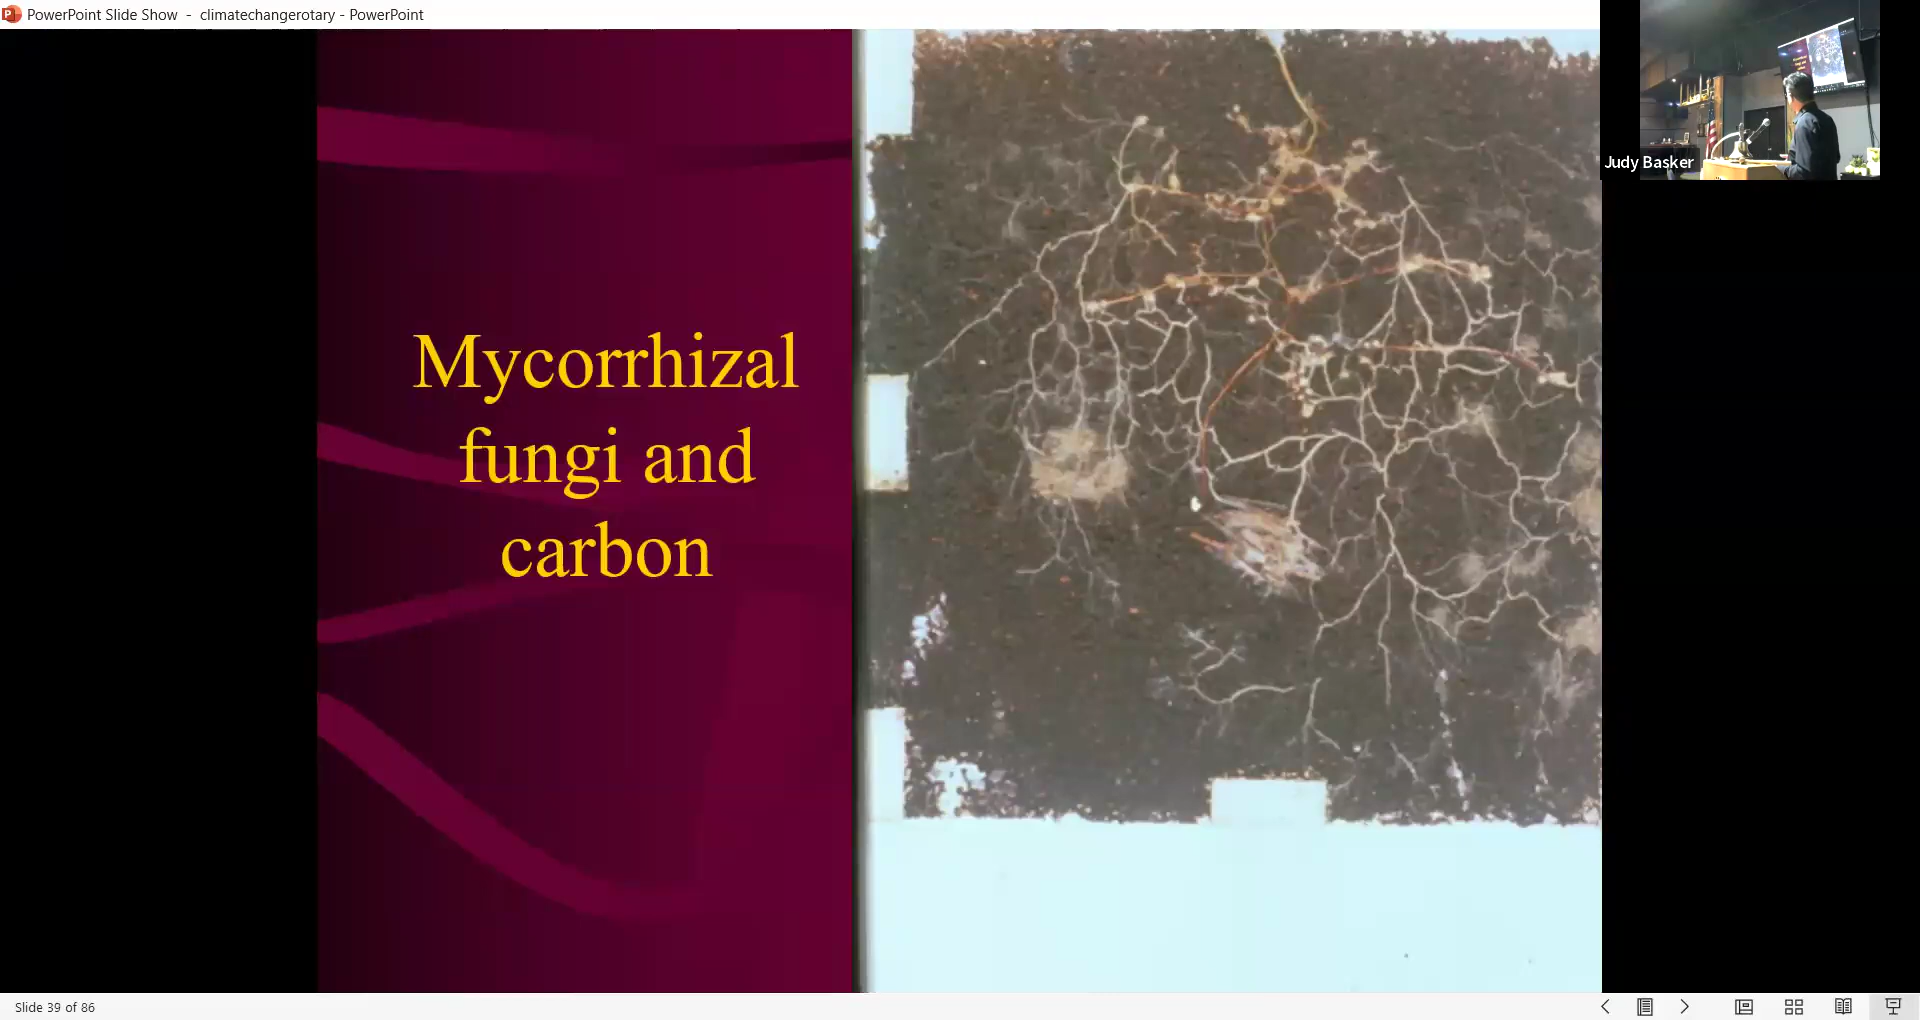 PowerPoint Slide Show - climatechangerotary - PowerPoint
Judy Basker
Mycorrhizal
fungi and
carbon
Slide 39 of 86